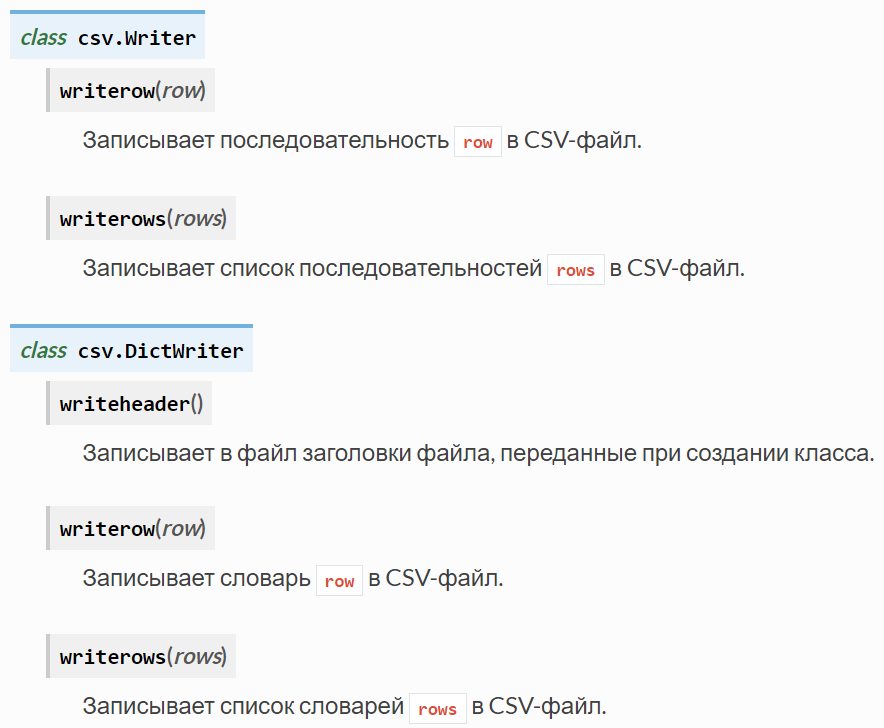 class csv.Writer
writerow(row)
Записывает последовательность row в CSV-файл.
writerows(rows)
Записывает список последовательностей rows в CSV-файл.
class csv.DictWriter
writeheader()
Записывает в файл заголовки файла, переданные при создании класса.
writerow(row)
Записывает словарь row в CSV-файл.
writerows(rows)
Записывает список словарей rows в CSV-файл.